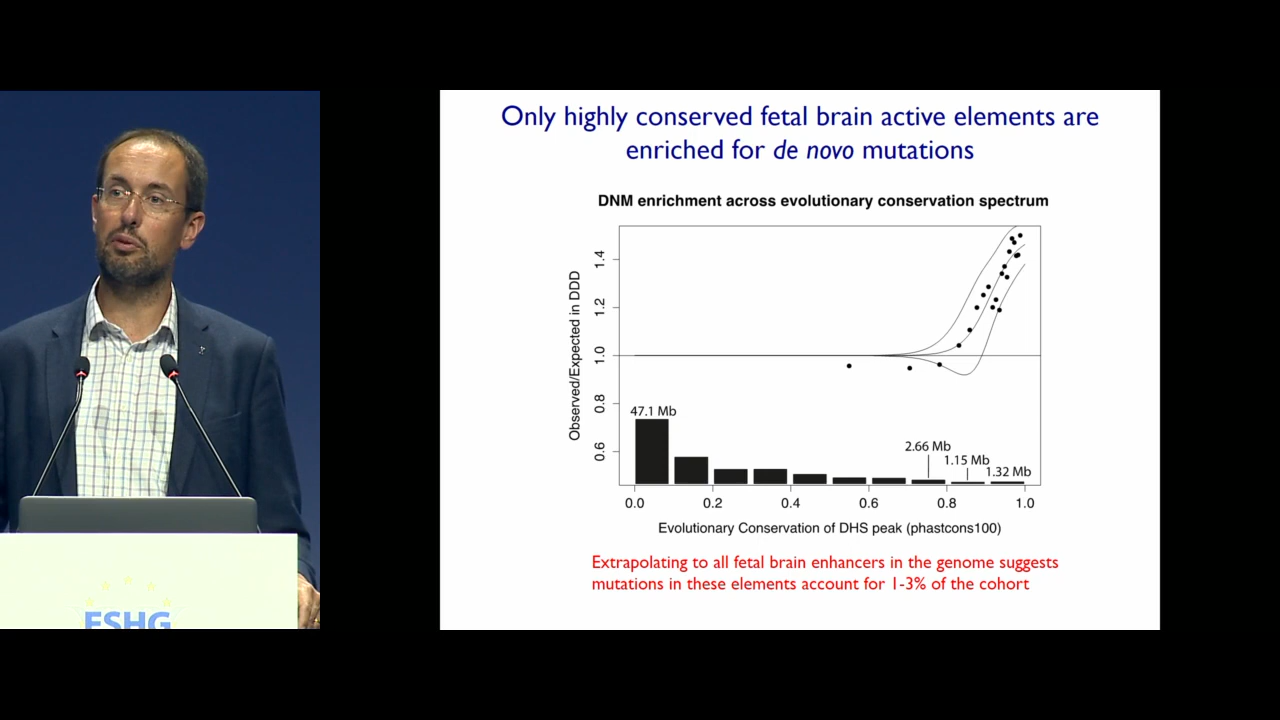 Only highly conserved fetal brain active elements are
enriched for de novo mutations
DNM enrichment across evolutionary conservation spectrum
Observed/Expected in DDD
1.4
1.2
1.0
0.8
0.6
47.1 Mb
2.66 Mb
1.15 Mb
1.32 Mb
0.0 0.2 0.4 0.6 0.8 1.0
Evolutionary Conservation of DHS peak (phastcons100)
Extrapolating to all fetal brain enhancers in the genome suggests
mutations in these elements account for 1-3% of the cohort
ESHG